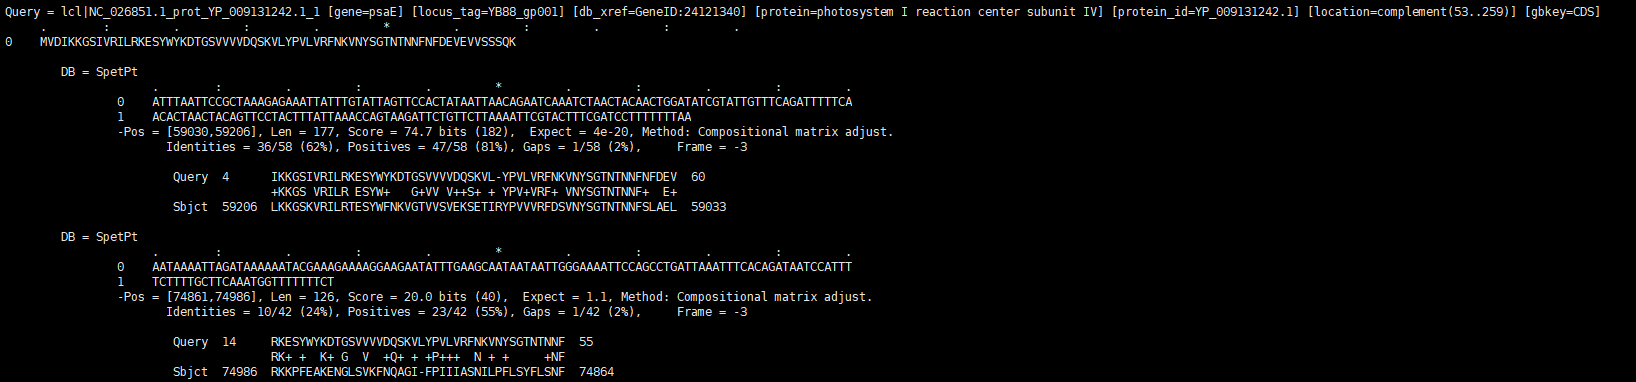 Query = lcl|NC_026851.1_prot_YP_009131242.1_1 [gene=psaE] [locus_tag=YB88_gp001] [db_xref=GeneID:24121340] [protein=photosystem I reaction center subunit IV] [protein_id=YP_009131242.1] [location=complement(53..259)] [gbkey=CDS]
. : . : . * . : . : .
0 MVDIKKGSIVRILRKESYWYKDTGSVVVVDQSKVLYPVLVRFNKVNYSGTNTNNFNFDEVEVVSSSQK
DB = SpetPt
. : . : . * . : . : .
0 ATTTAATTCCGCTAAAGAGAAATTATTTGTATTAGTTCCACTATAATTAACAGAATCAAATCTAACTACAACTGGATATCGTATTGTTTCAGATTTTTCA
1 ACACTAACTACAGTTCCTACTTTATTAAACCAGTAAGATTCTGTTCTTAAAATTCGTACTTTCGATCCTTTTTTTAA
-Pos = [59030,59206], Len = 177, Score = 74.7 bits (182), Expect = 4e-20, Method: Compositional matrix adjust.
Identities = 36/58 (62%), Positives = 47/58 (81%), Gaps = 1/58 (2%), Frame = -3
Query 4 IKKGSIVRILRKESYWYKDTGSVVVVDQSKVL-YPVLVRFNKVNYSGTNTNNFNFDEV 60
+KKGS VRILR ESYW+ G+VV V++S+ + YPV+VRF+ VNYSGTNTNNF+ E+
Sbjct 59206 LKKGSKVRILRTESYWFNKVGTVVSVEKSETIRYPVVVRFDSVNYSGTNTNNFSLAEL 59033
DB = SpetPt
. : . : . * . : . : .
0 AATAAAATTAGATAAAAAATACGAAAGAAAAGGAAGAATATTTGAAGCAATAATAATTGGGAAAATTCCAGCCTGATTAAATTTCACAGATAATCCATTT
1 TCTTTTGCTTCAAATGGTTTTTTTCT
-Pos = [74861,74986], Len = 126, Score = 20.0 bits (40), Expect = 1.1, Method: Compositional matrix adjust.
Identities = 10/42 (24%), Positives = 23/42 (55%), Gaps = 1/42 (2%), Frame = -3
Query 14 RKESYWYKDTGSVVVVDQSKVLYPVLVRFNKVNYSGTNTNNF 55
RK+ + K+ G V ++Q+ + +P+++ N + + +NF
Sbjct 74986 RKKPFEAKENGLSVKFNQAGI-FPIIIASNILPFLSYFLSNF 74864